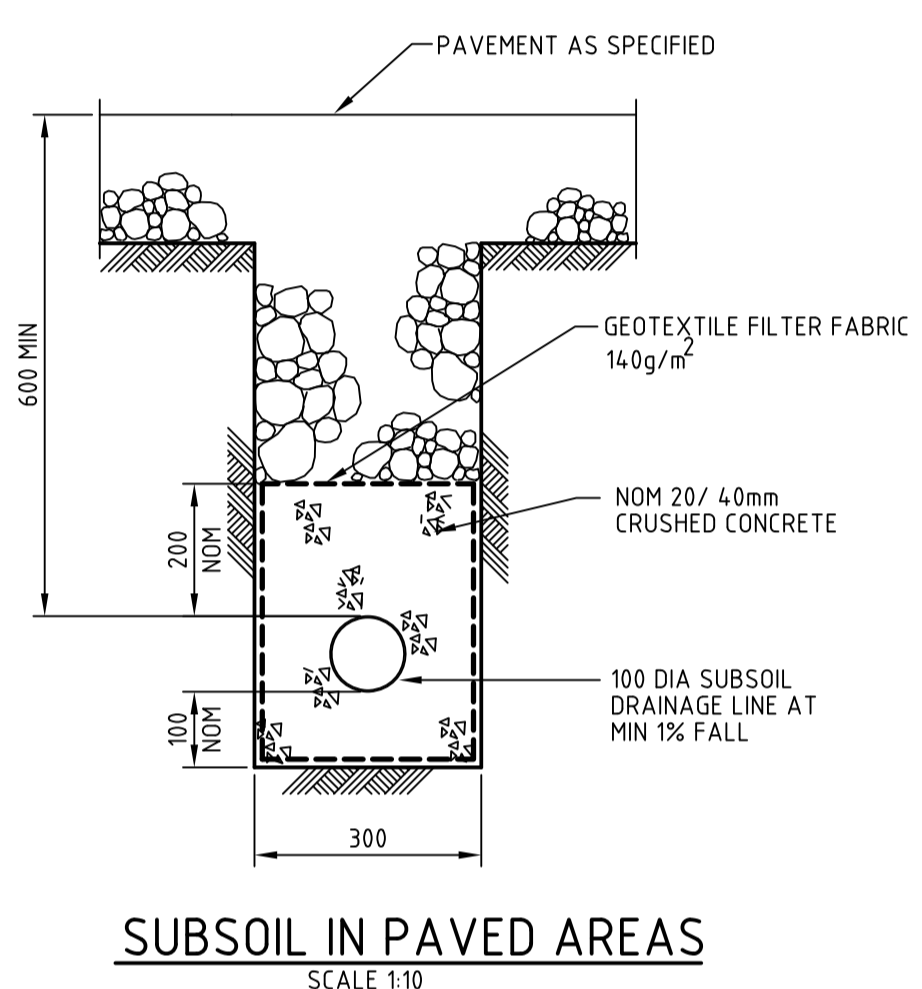 PAVEMENT AS SPECIFIED
600 MIN
GEOTEXTILE FILTER FABRIC
140g/m²
NOM 20/ 40mm
CRUSHED CONCRETE
200
NOM
100 DIA SUBSOIL
DRAINAGE LINE AT
MIN 1% FALL
100
NOM
300
SUBSOIL IN PAVED AREAS
SCALE 1:10